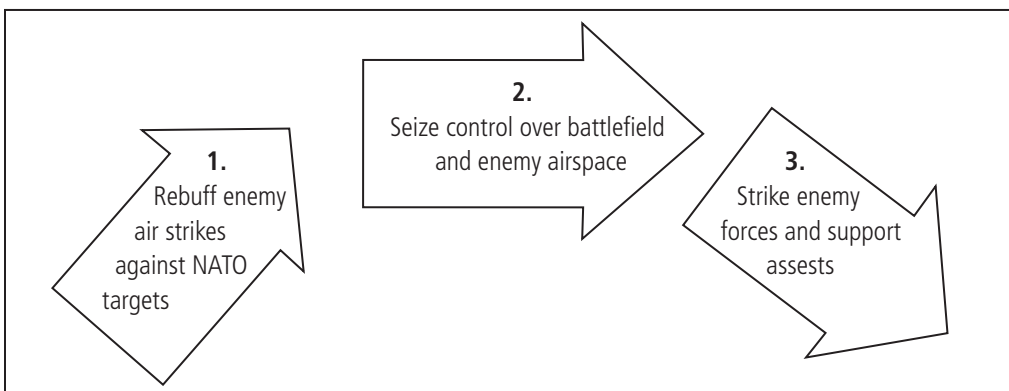 1.
Rebuff enemy
air strikes
against NATO
targets
2.
Seize control over battlefield
and enemy airspace
3.
Strike enemy
forces and support
assests